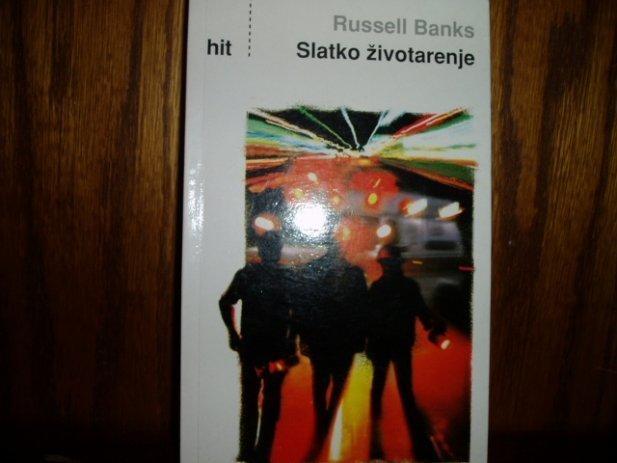 Russell Banks
hit
Slatko životarenje